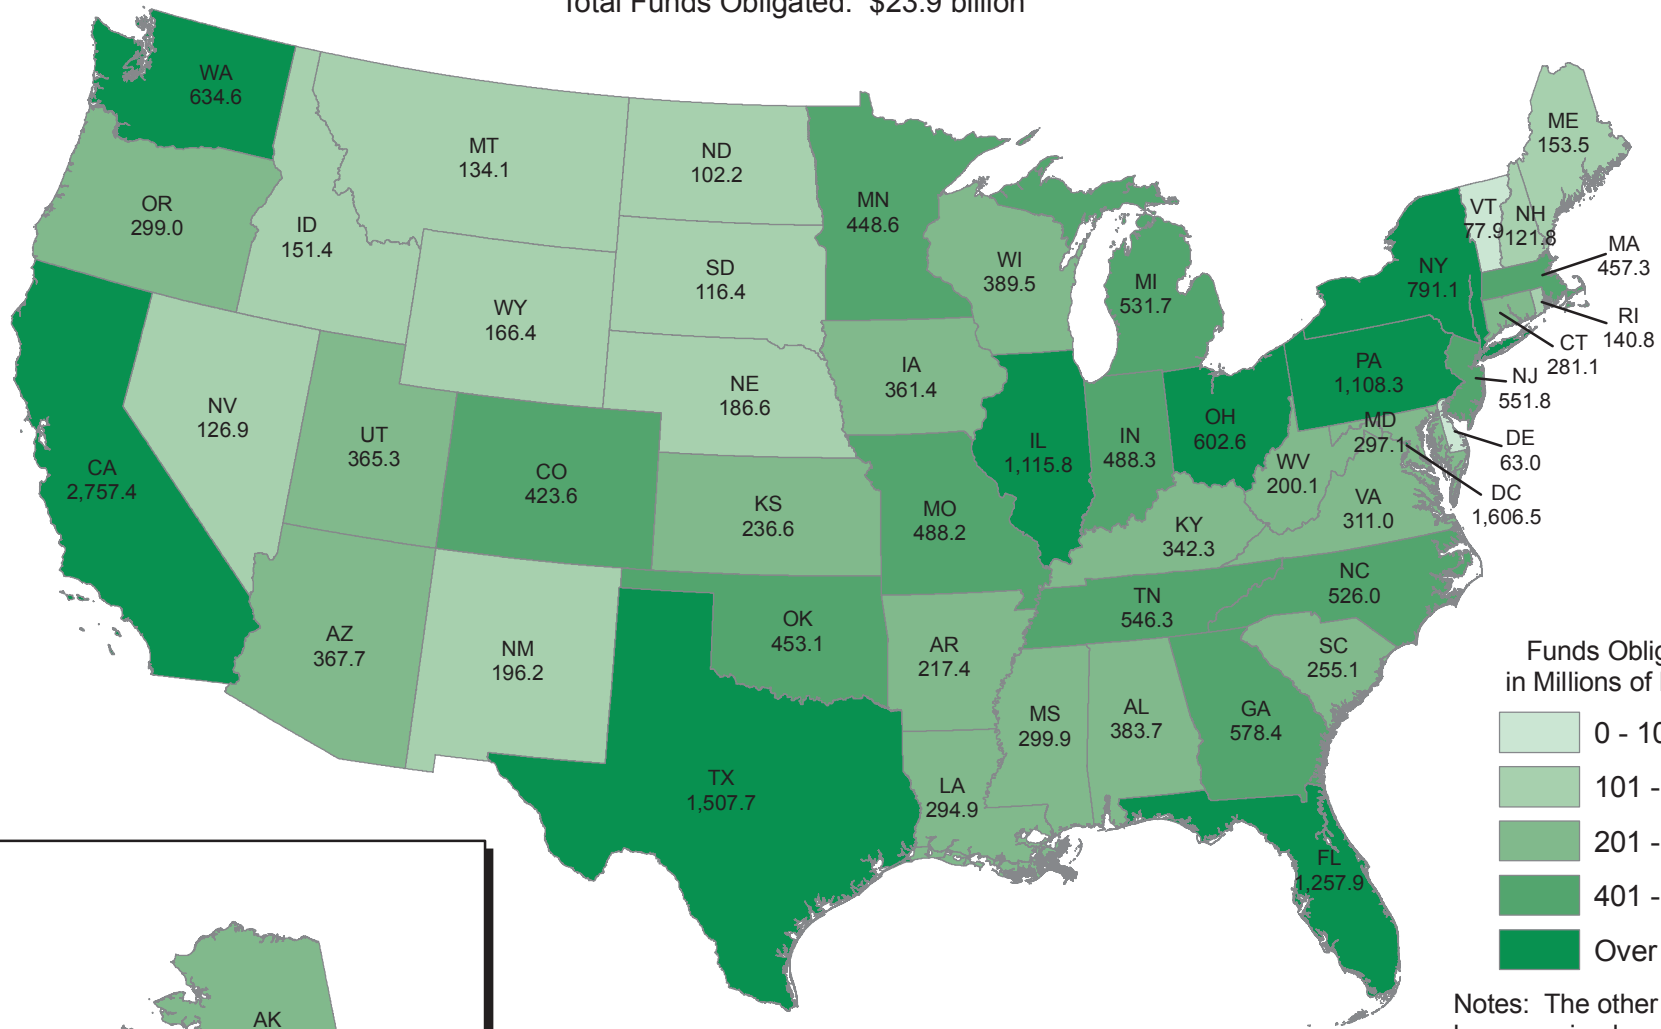 Total Funds Obligated: $23.9 billion
WA
634.6
OR
299.0
CA
2,757.4
ID
151.4
NV
126.9
MT
134.1
WY
166.4
UT
365.3
AZ
367.7
CO
423.6
NM
196.2
ND
102.2
SD
116.4
NE
186.6
KS
236.6
OK
453.1
TX
1,507.7
MN
448.6
IA
361.4
MO
488.2
AR
217.4
LA
294.9
WI
389.5
IL
1,115.8
MI
531.7
IN
488.3
OH
602.6
KY
342.3
TN
546.3
MS
299.9
AL
383.7
GA
578.4
FL
1,257.9
SC
255.1
NC
526.0
VA
311.0
WV
200.1
MD
297.1
PA
1,108.3
NY
791.1
VT
77.9
NH
121.8
ME
153.5
MA
457.3
RI
140.8
CT
281.1
NJ
551.8
DE
63.0
DC
1,606.5
AK
Funds Oblig
in Millions of
0 - 10
101 -
201 -
401 -
Over
Notes: The other